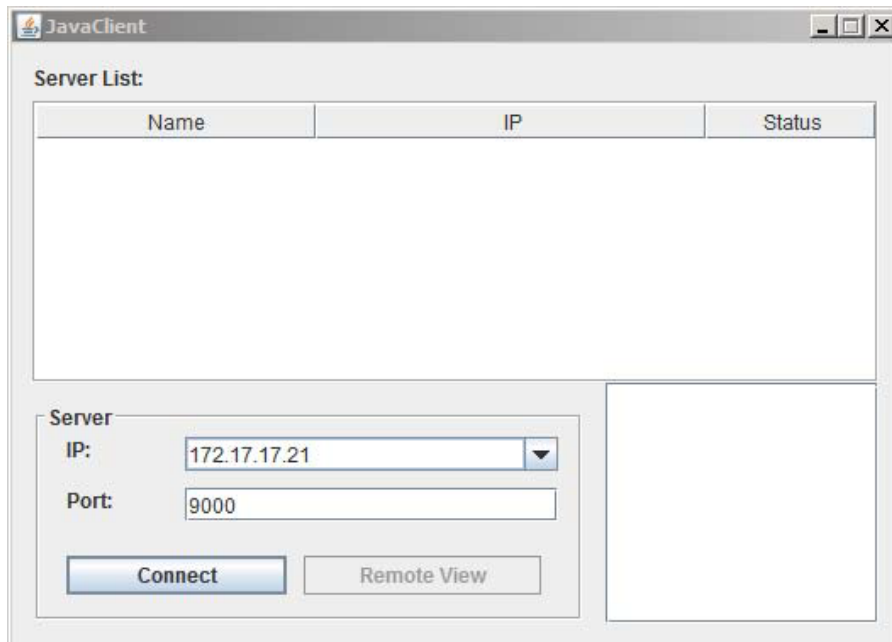 JavaClient
Server List:
Name IP Status
Server
IP: 172.17.17.21
Port: 9000
Connect Remote View